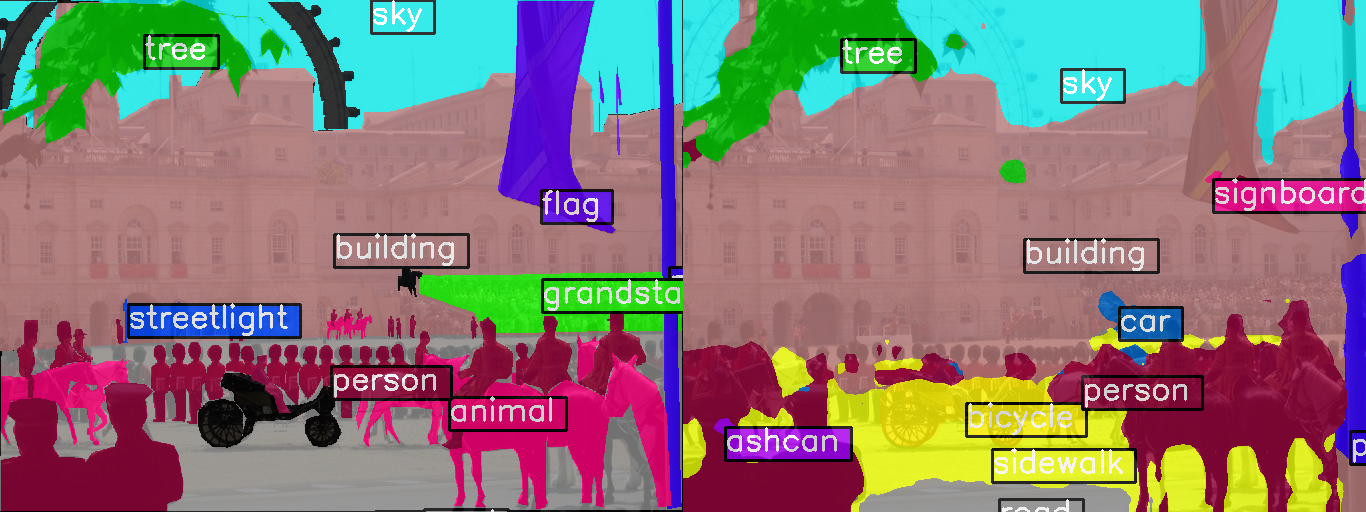 sky
tree
flag
building
grandsta
streetlight
person
animal
tree
sky
signboard
building
car
person
bicycle
ashcan
sidewalk
road